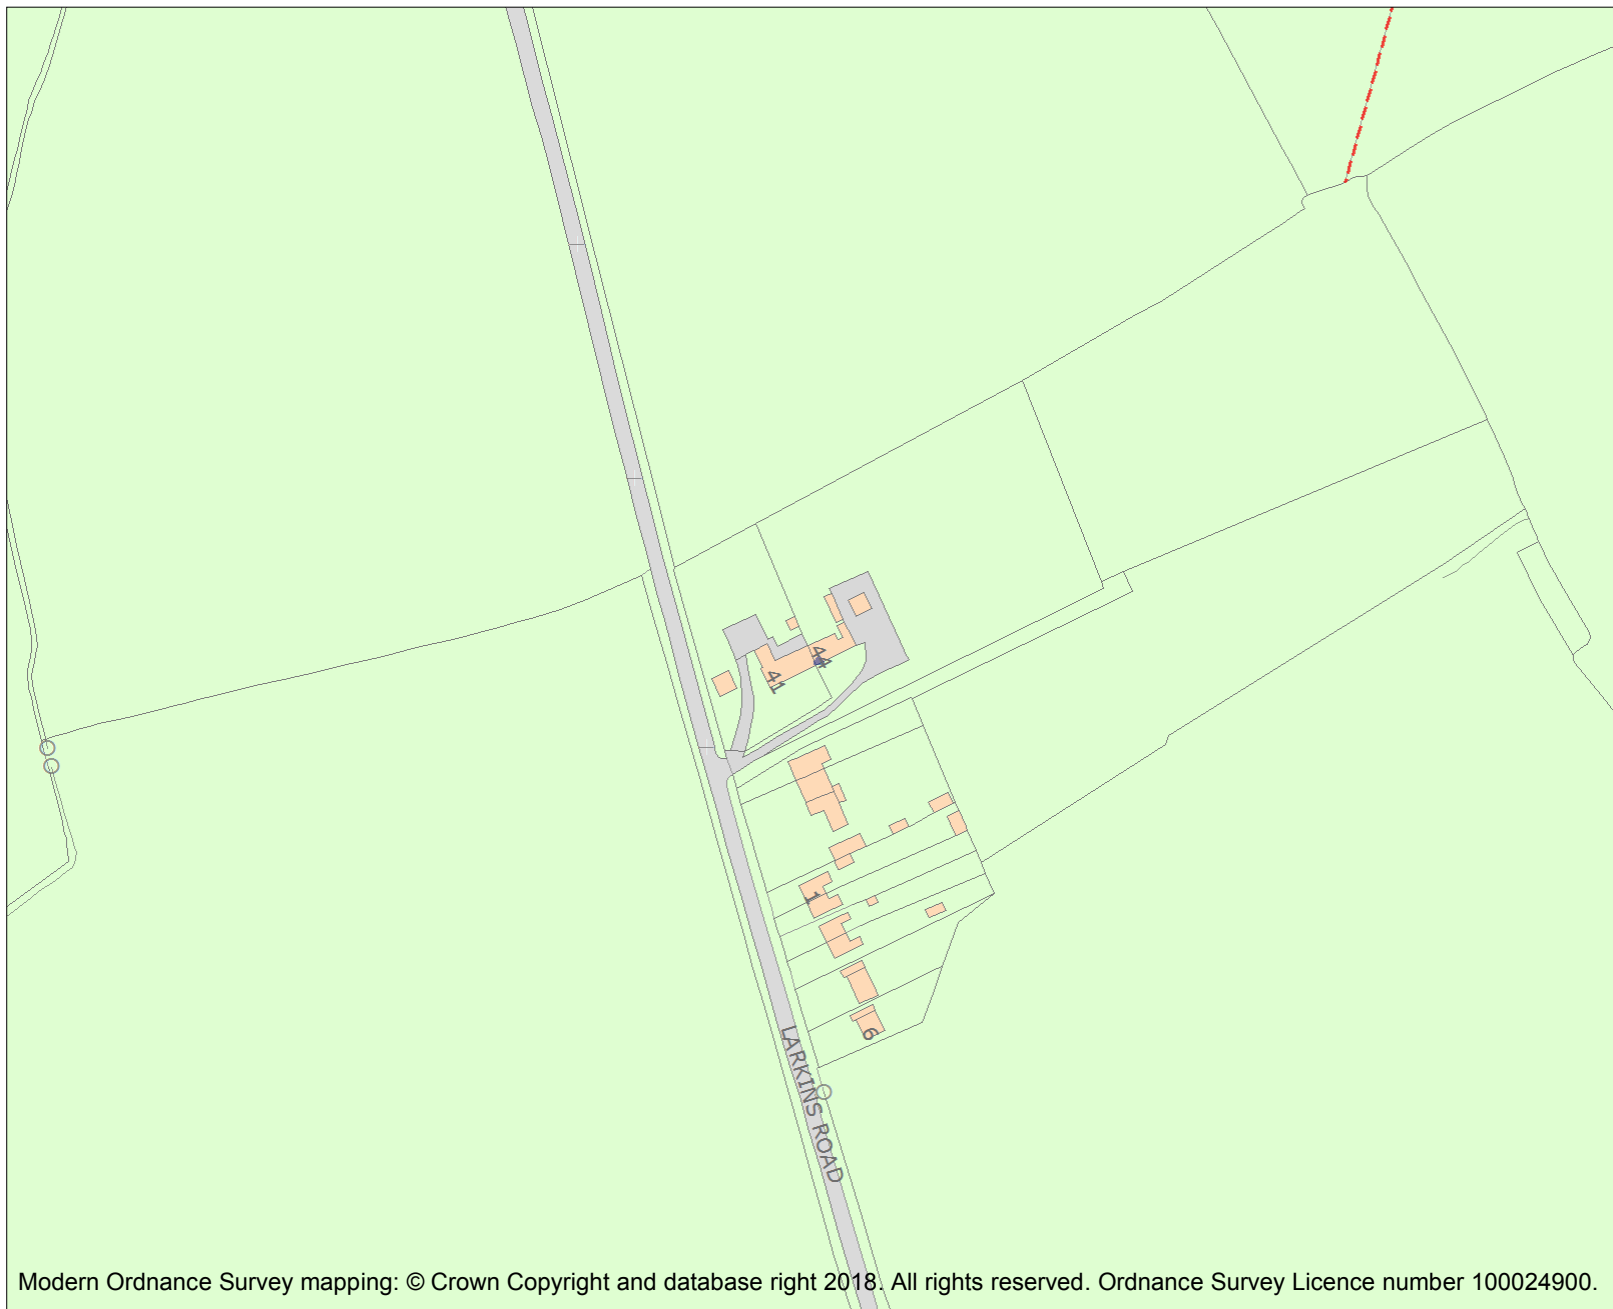 44
41
1
6
LARKINS ROAD
Modern Ordnance Survey mapping: © Crown Copyright and database right 2018. All rights reserved. Ordnance Survey Licence number 100024900.